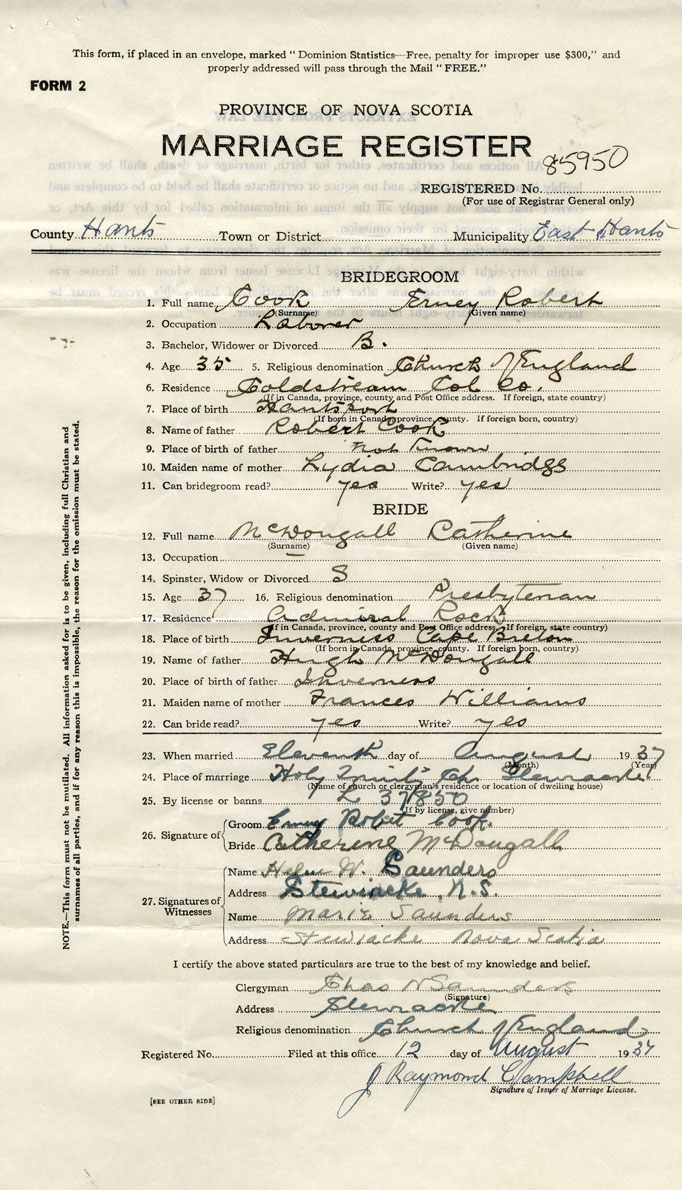 This form, if placed in an envelope, marked "Dominion Statistics—Free, penalty for improper use $300," and
properly addressed will pass through the Mail "FREE."
FORM 2
PROVINCE OF NOVA SCOTIA
MARRIAGE REGISTER
REGISTERED No. 85950
(For use of Registrar General only)
County Hants Town or District Municipality East Hants
BRIDEGROOM
1. Full name Cook Erney Robert
(Surname) (Given name)
2. Occupation Laborer
3. Bachelor, Widower or Divorced B.
4. Age 35 5. Religious denomination Church of England
6. Residence Goldstream Col Co.
(If in Canada, province, county and Post Office address. If foreign, state country)
7. Place of birth Hantsport
(If born in Canada, province, county. If foreign born, country)
8. Name of father Robert Cook
9. Place of birth of father Not Known
10. Maiden name of mother Lydia Cambridge
11. Can bridegroom read? yes Write? yes
BRIDE
12. Full name McDougall Catherine
(Surname) (Given name)
13. Occupation —
14. Spinster, Widow or Divorced S
15. Age 37 16. Religious denomination Presbyterian
17. Residence Admiral Rock
(If in Canada, province, county and Post Office address. If foreign, state country)
18. Place of birth Inverness Cape Breton
(If born in Canada, province, county. If foreign born, country)
19. Name of father Hugh McDougall
20. Place of birth of father Inverness
21. Maiden name of mother Frances Williams
22. Can bride read? yes Write? yes
23. When married Eleventh day of August 1937
(Month) (Year)
24. Place of marriage Holy Trinity Ch. Stewiacke
(Name of church or clergyman's residence or location of dwelling house)
25. By license or banns L 37850
(If by license, give number)
26. Signature of Groom Erney Robert Cook.
Bride Catherine McDougall
27. Signatures of Witnesses Name Helen W. Saunders
Address Stewiacke, N.S.
Name Marie Saunders
Address Stewiacke Nova Scotia
I certify the above stated particulars are true to the best of my knowledge and belief.
Clergyman Chas N Saunders
(Signature)
Address Stewiacke
Religious denomination Church of England
Registered No. Filed at this office 12 day of August 1937
J Raymond Campbell
Signature of Issuer of Marriage License.
[SEE OTHER SIDE]
NOTE.—This form must not be mutilated. All information asked for is to be given, including full Christian and
surnames of all parties, and if for any reason this is impossible, the reason for the omission must be stated.